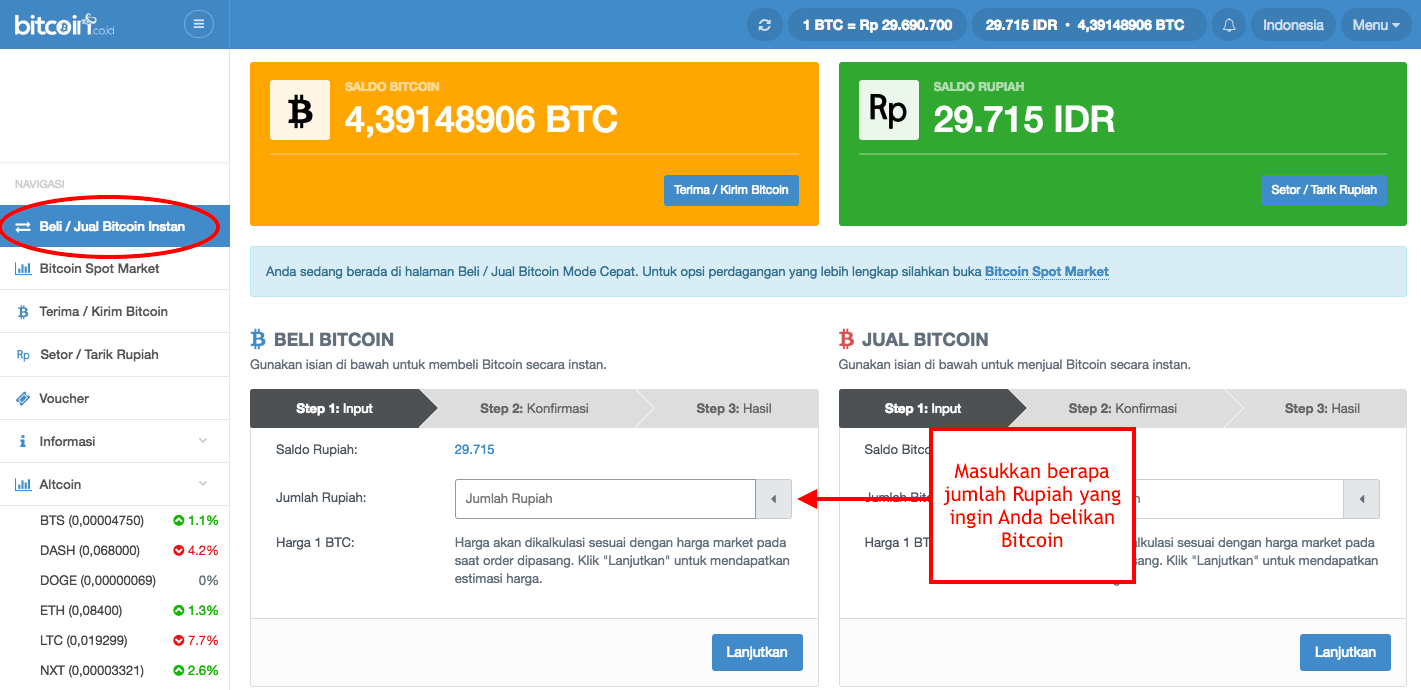 bitcoin.co.id
1 BTC = Rp 29.690.700
29.715 IDR • 4,39148906 BTC
Indonesia
Menu
NAVIGASI
Beli / Jual Bitcoin Instan
Bitcoin Spot Market
Terima / Kirim Bitcoin
Rp Setor / Tarik Rupiah
Voucher
Informasi
Altcoin
BTS (0,00004750) 1.1%
DASH (0,068000) 4.2%
DOGE (0,00000069) 0%
ETH (0,08400) 1.3%
LTC (0,019299) 7.7%
NXT (0,00003321) 2.6%
SALDO BITCOIN
4,39148906 BTC
Terima / Kirim Bitcoin
Rp
SALDO RUPIAH
29.715 IDR
Setor / Tarik Rupiah
Anda sedang berada di halaman Beli / Jual Bitcoin Mode Cepat. Untuk opsi perdagangan yang lebih lengkap silahkan buka Bitcoin Spot Market
BELI BITCOIN
Gunakan isian di bawah untuk membeli Bitcoin secara instan.
Step 1: Input
Step 2: Konfirmasi
Step 3: Hasil
Saldo Rupiah: 29.715
Jumlah Rupiah: Jumlah Rupiah
Harga 1 BTC: Harga akan dikalkulasi sesuai dengan harga market pada
saat order dipasang. Klik "Lanjutkan" untuk mendapatkan
estimasi harga.
Lanjutkan
JUAL BITCOIN
Gunakan isian di bawah untuk menjual Bitcoin secara instan.
Step 1: Input
Step 2: Konfirmasi
Step 3: Hasil
Saldo Bitc
Jumlah Bit
Harga 1 BT
lkulasi sesuai dengan harga market pada
sang. Klik "Lanjutkan" untuk mendapatkan
Masukkan berapa
jumlah Rupiah yang
ingin Anda belikan
Bitcoin
Lanjutkan